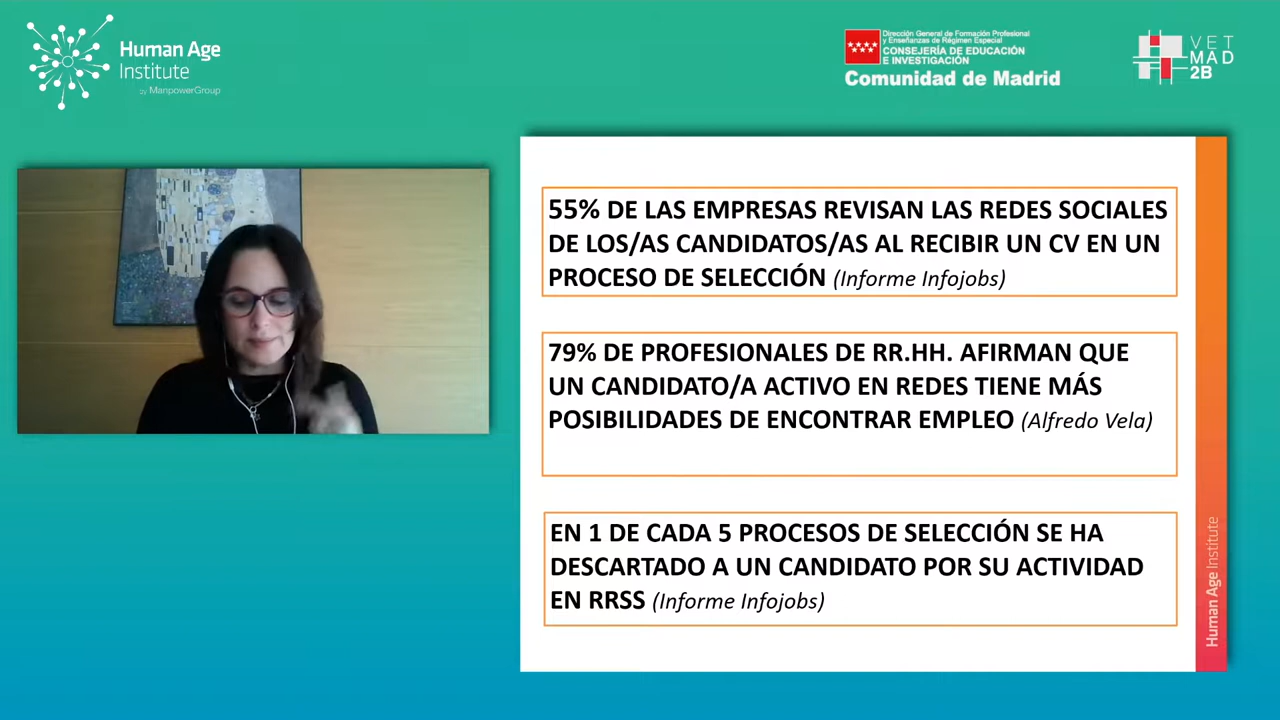 Human Age
Institute
by ManpowerGroup
Dirección General de Formación Profesional
y Enseñanzas de Régimen Especial
CONSEJERÍA DE EDUCACIÓN
E INVESTIGACIÓN
Comunidad de Madrid
VET
MAD
2B
55% DE LAS EMPRESAS REVISAN LAS REDES SOCIALES
DE LOS/AS CANDIDATOS/AS AL RECIBIR UN CV EN UN
PROCESO DE SELECCIÓN (Informe Infojobs)
79% DE PROFESIONALES DE RR.HH. AFIRMAN QUE
UN CANDIDATO/A ACTIVO EN REDES TIENE MÁS
POSIBILIDADES DE ENCONTRAR EMPLEO (Alfredo Vela)
EN 1 DE CADA 5 PROCESOS DE SELECCIÓN SE HA
DESCARTADO A UN CANDIDATO POR SU ACTIVIDAD
EN RRSS (Informe Infojobs)
Human Age Institute